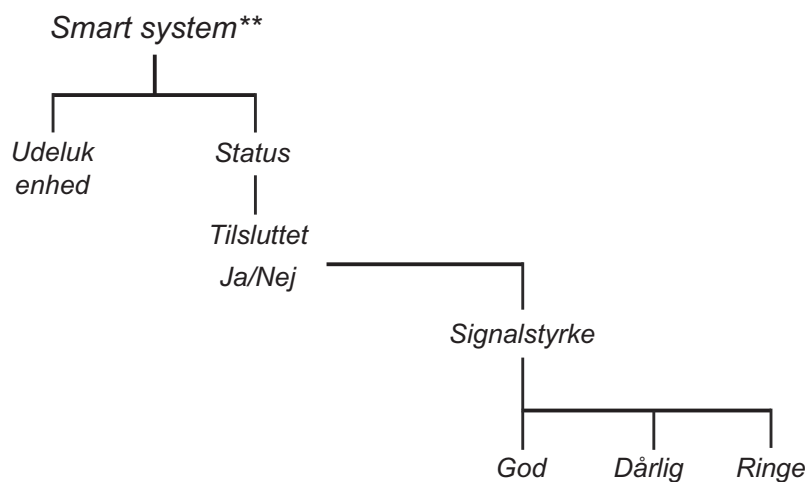 Smart system**
Udeluk
enhed
Status
Tilsluttet
Ja/Nej
Signalstyrke
God
Dårlig
Ringe